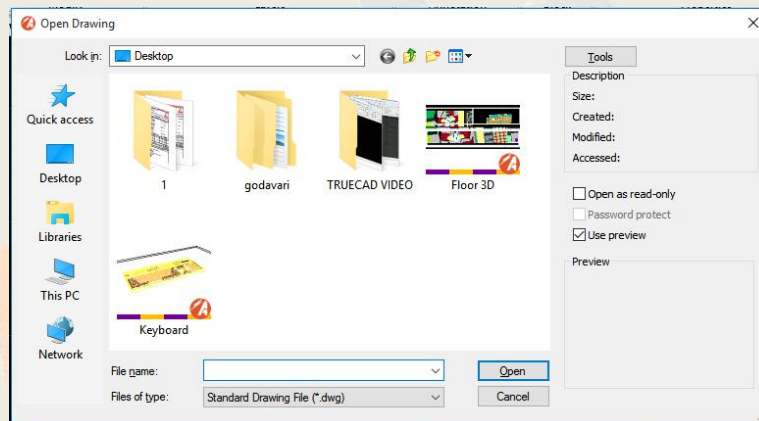 Open Drawing
Look in:
Desktop
Tools
Description
Size:
Created:
Modified:
Accessed:
Quick access
Desktop
Libraries
This PC
Network
1
godavari
TRUECAD VIDEO
Floor 3D
Keyboard
Open as read-only
Password protect
Use preview
Preview
File name:
Open
Files of type:
Standard Drawing File (*.dwg)
Cancel